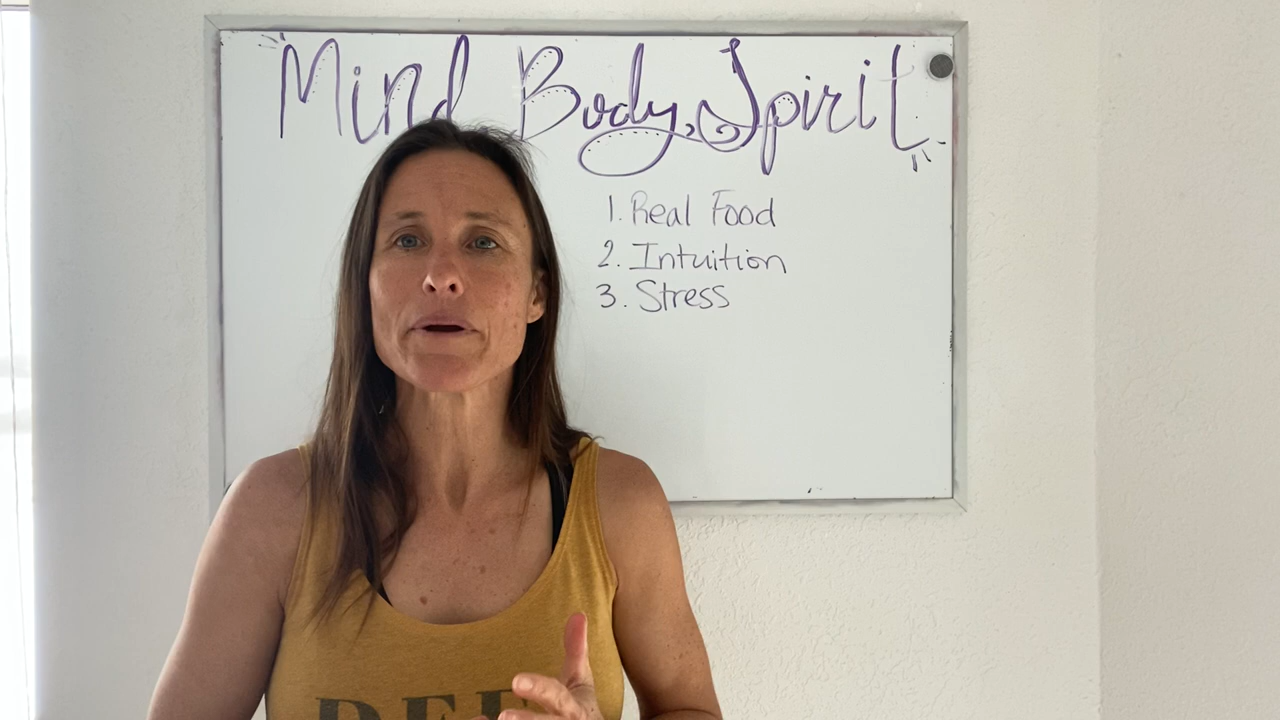 Mind Body, Spirit
1. Real Food
2. Intuition
3. Stress